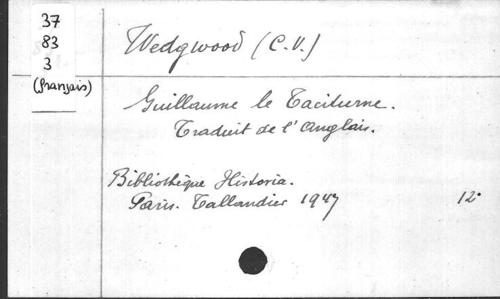 37
83
3
(français)
Wedgwood (C.V.)
Guillaume le Taciturne.
Traduit de l'Anglais.
Bibliothèque Historia.
Paris. Tallandier 1947 12°